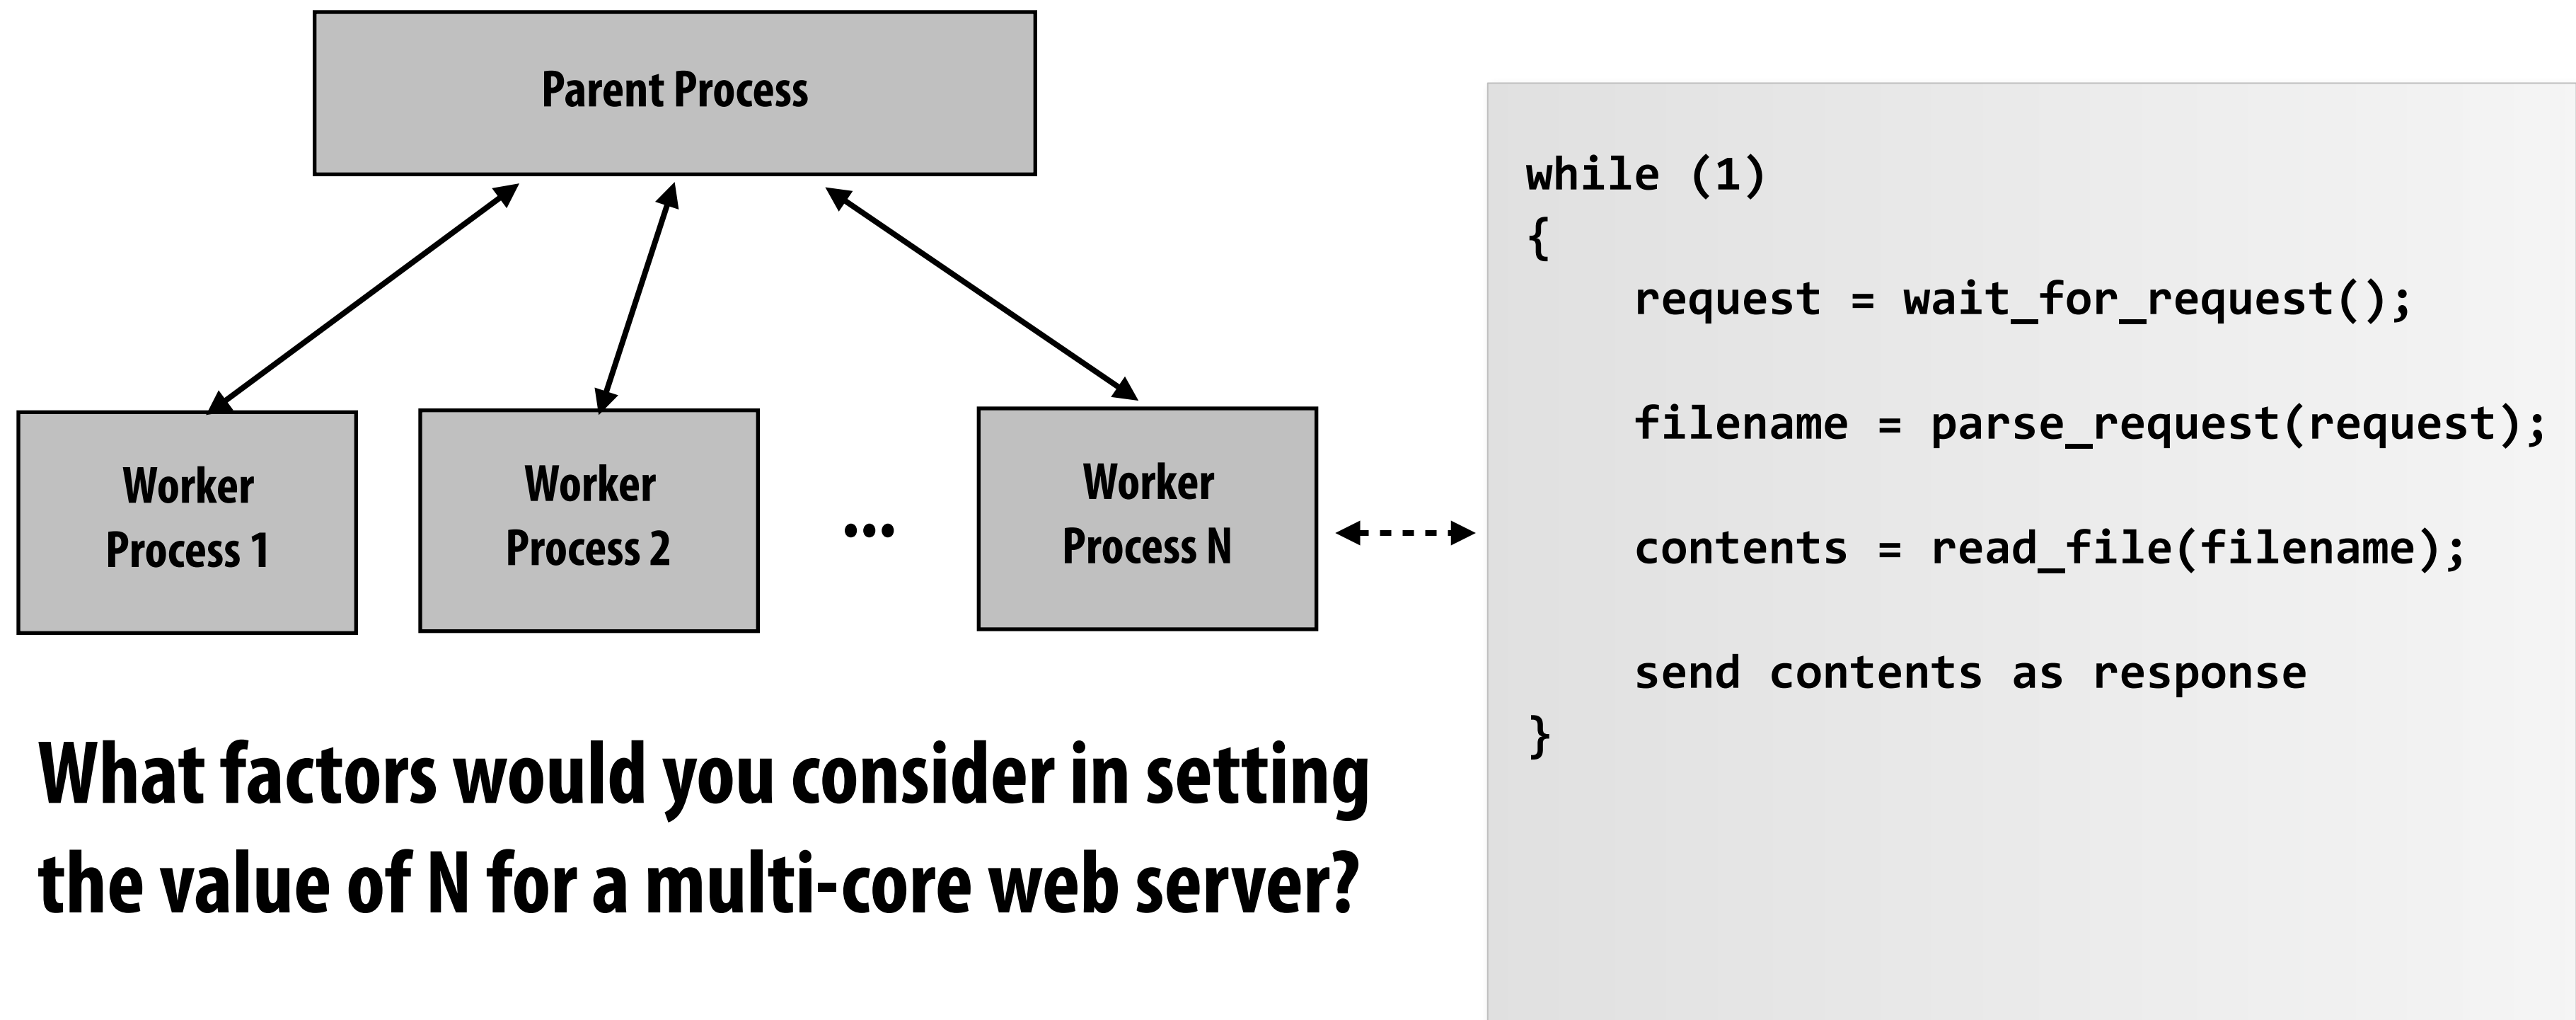 Parent Process
Worker
Process 1
Worker
Process 2
...
Worker
Process N
while (1)
{
request = wait_for_request();
filename = parse_request(request);
contents = read_file(filename);
send contents as response
}
What factors would you consider in setting
the value of N for a multi-core web server?